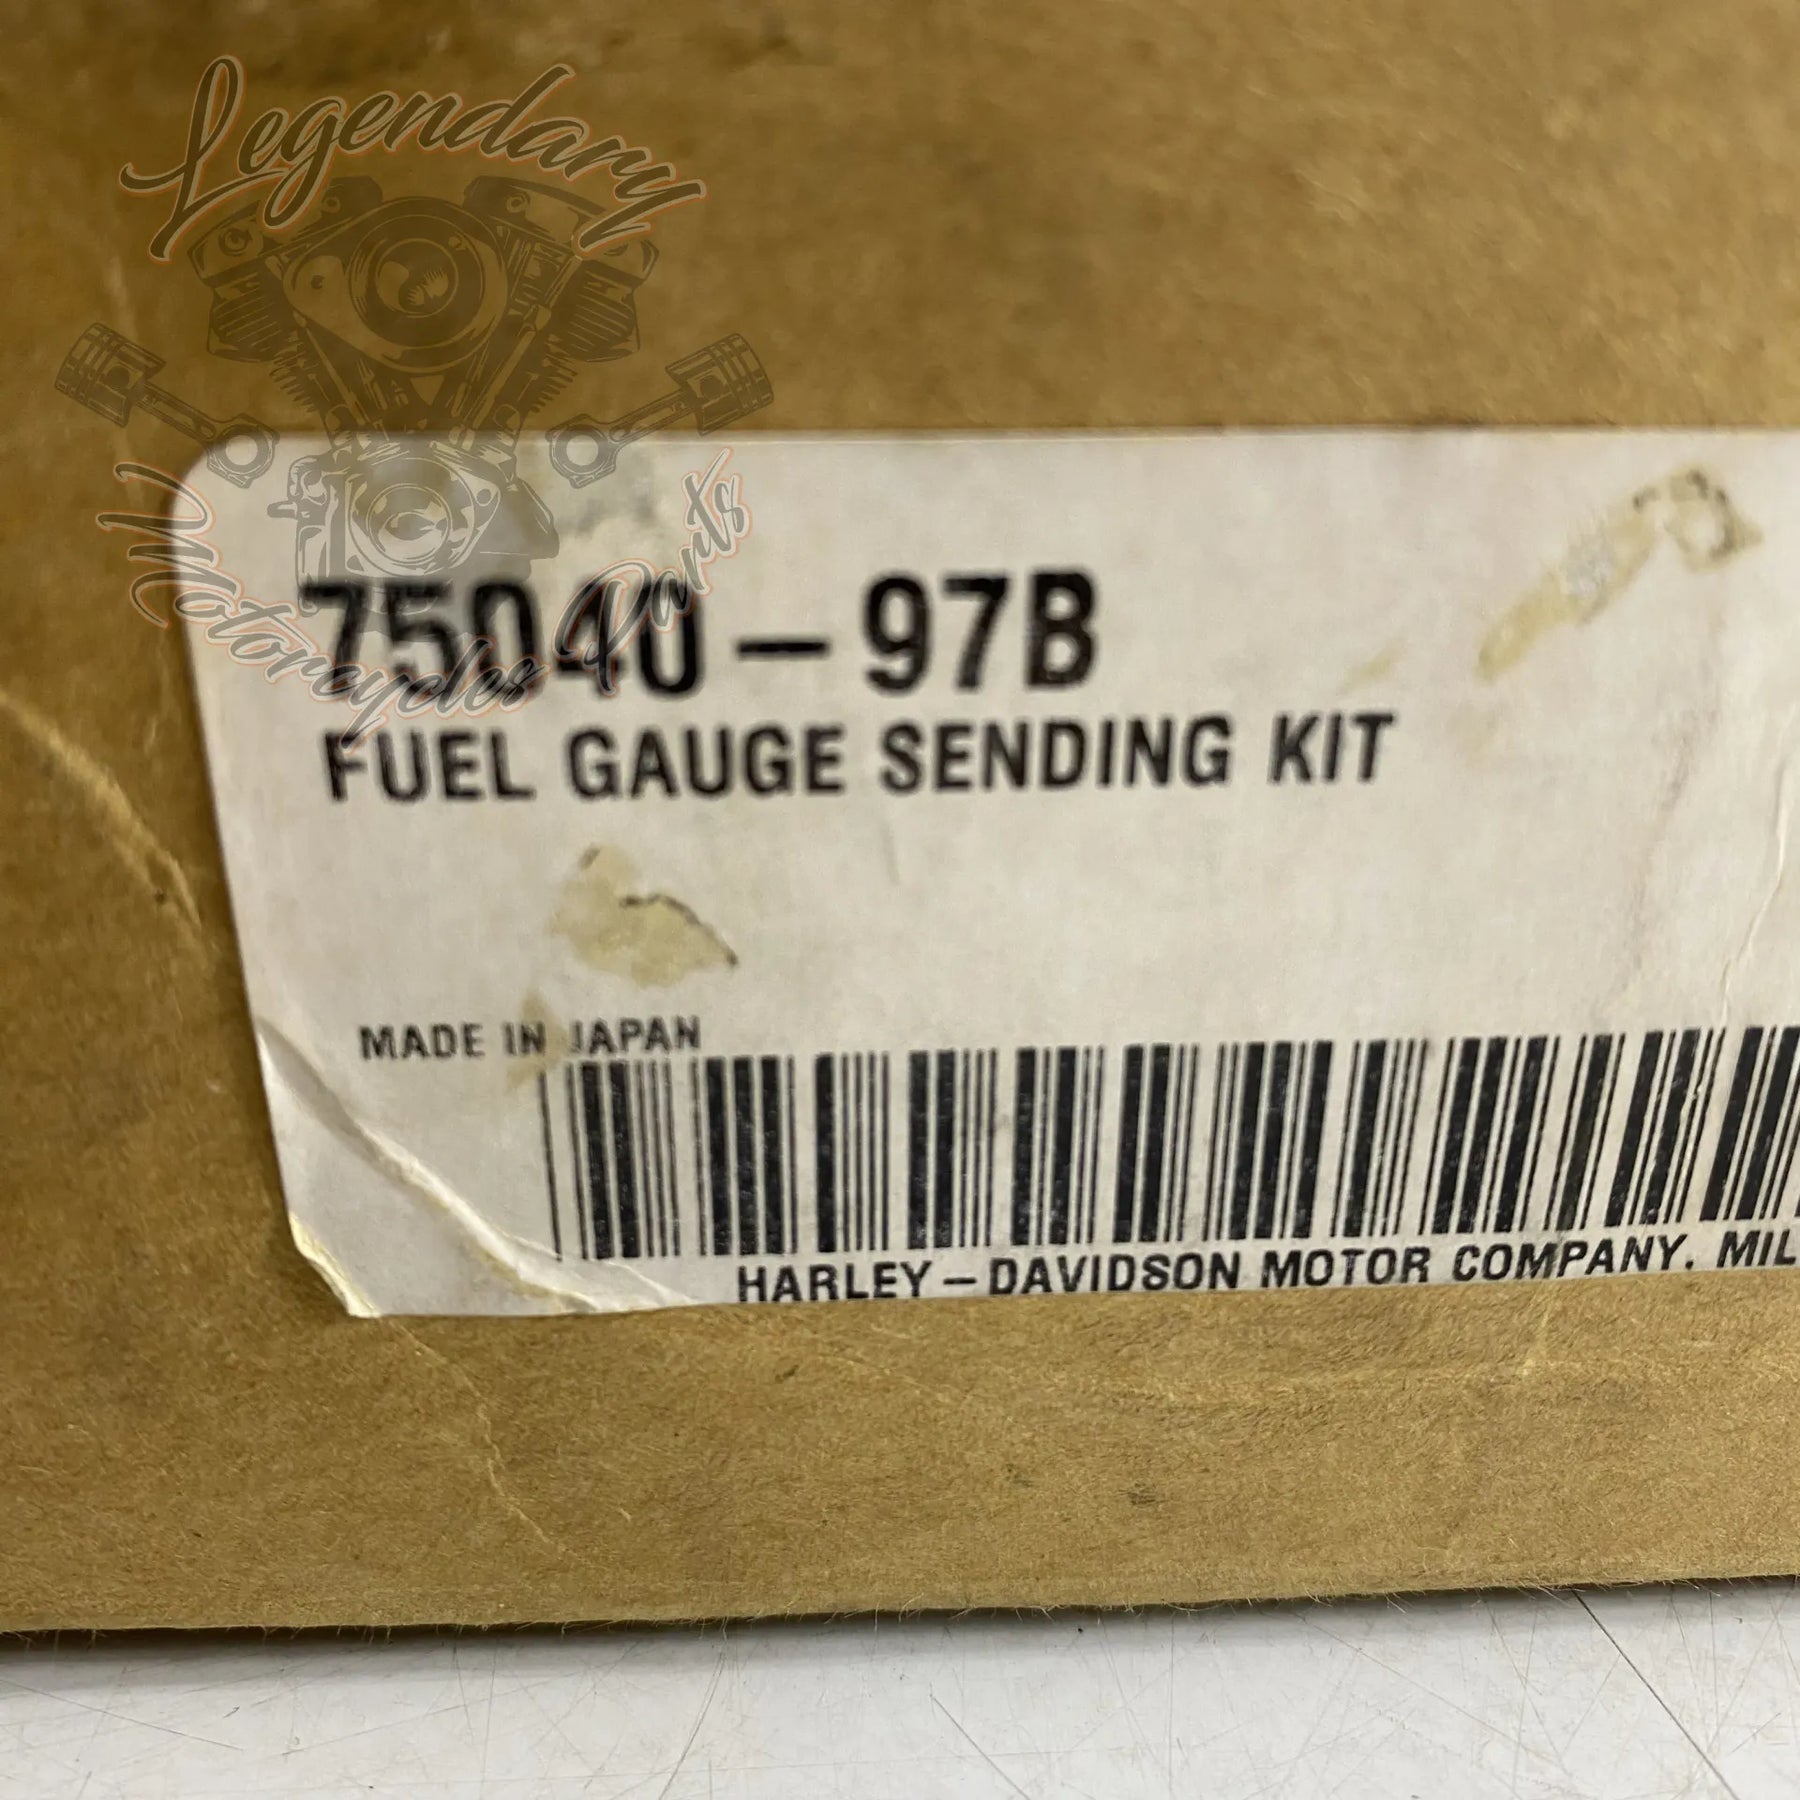 Legendary
Motorcycles Parts
75040-97B
FUEL GAUGE SENDING KIT
MADE IN JAPAN
HARLEY-DAVIDSON MOTOR COMPANY, MIL